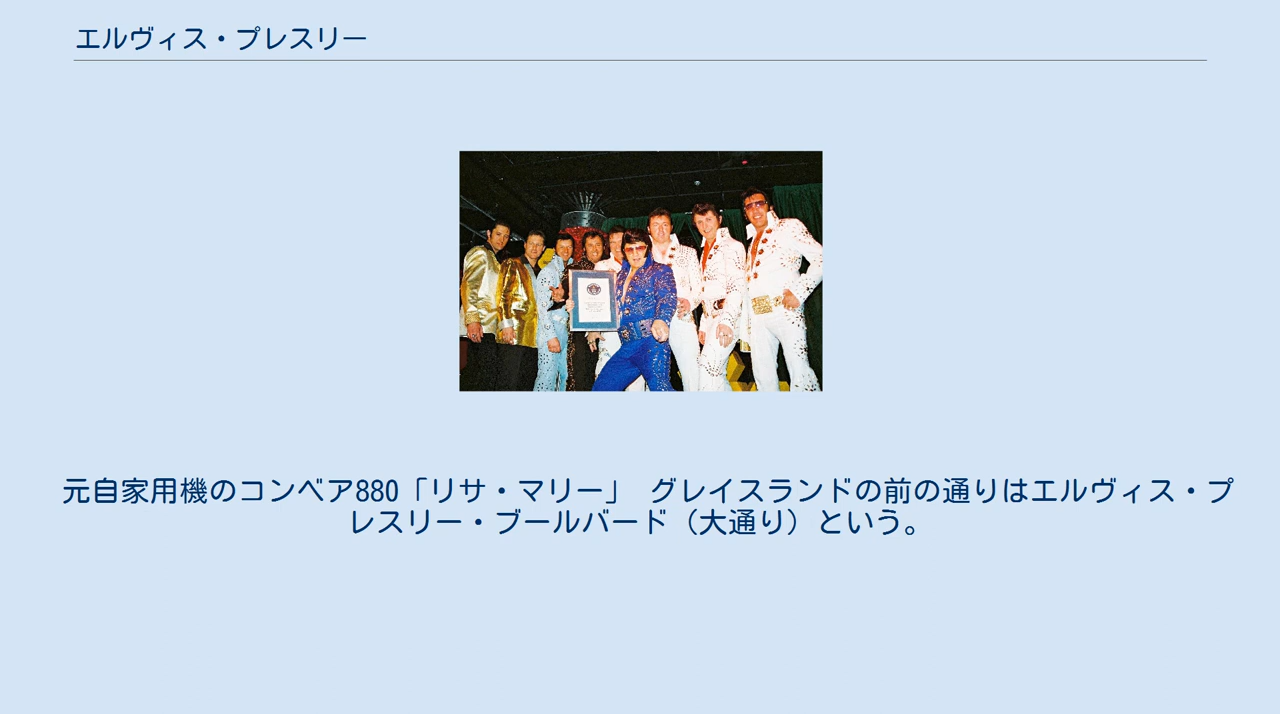 エルヴィス・プレスリー
元自家用機のコンベア880「リサ・マリー」 グレイスランドの前の通りはエルヴィス・プ
レスリー・ブールバード（大通り）という。